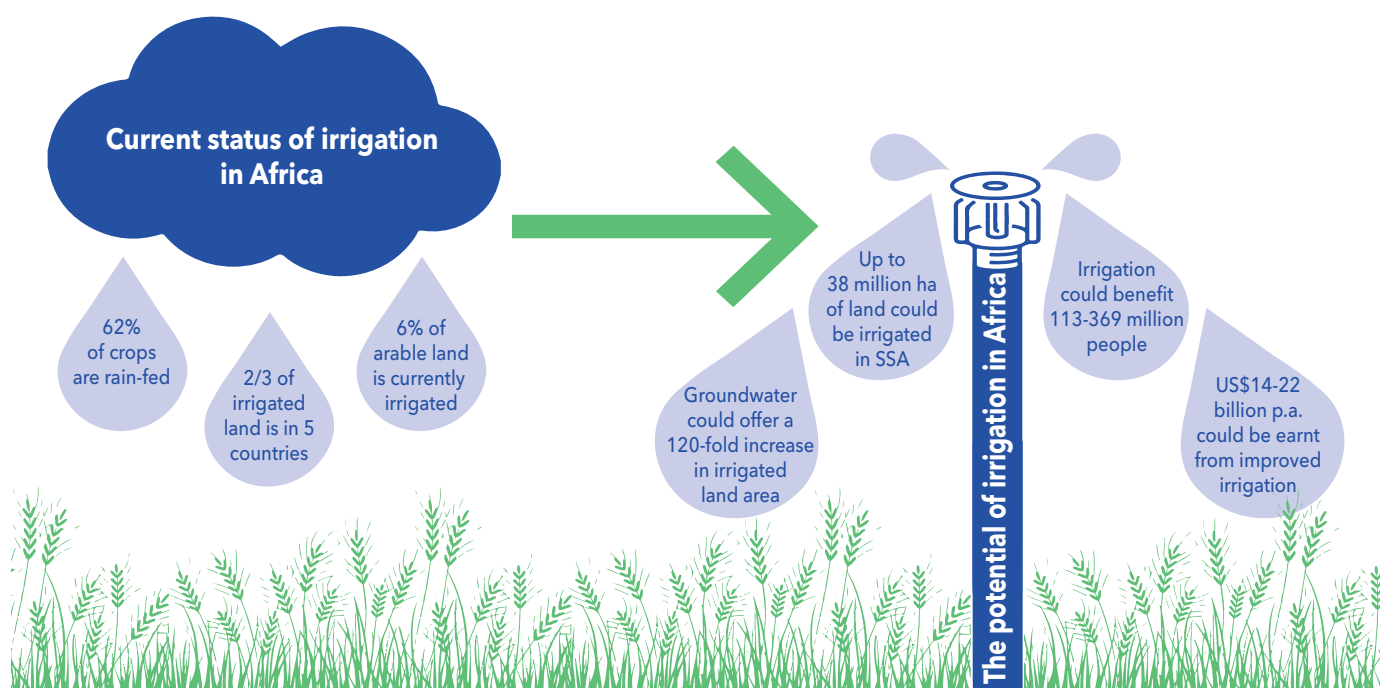 Current status of irrigation
in Africa
62%
of crops
are rain-fed
2/3 of
irrigated
land is in 5
countries
6% of
arable land
is currently
irrigated
Groundwater
could offer a
120-fold increase
in irrigated
land area
Up to
38 million ha
of land could
be irrigated
in SSA
The potential of irrigation in Africa
Irrigation
could benefit
113-369 million
people
US$14-22
billion p.a.
could be earnt
from improved
irrigation